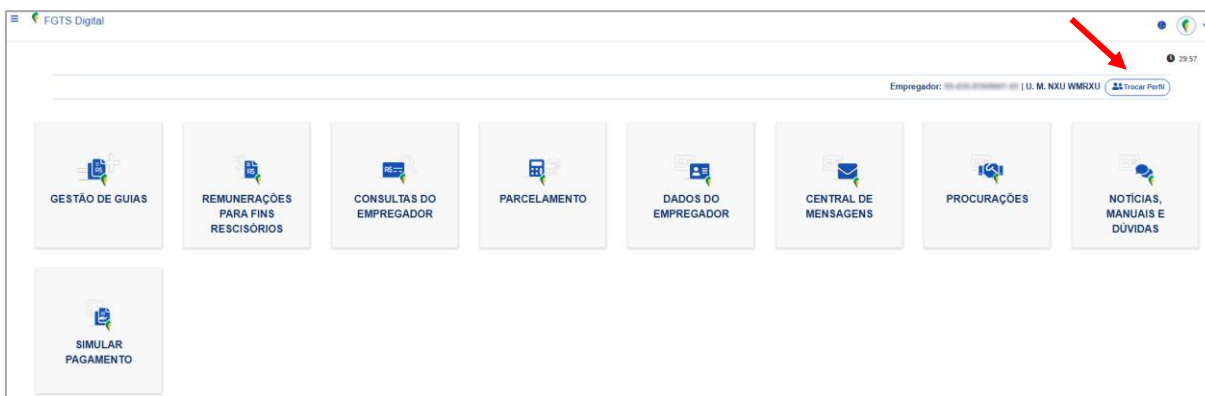 FGTS Digital
29:57
Empregador: | U. M. NXU WMRXU Trocar Perfil
GESTÃO DE GUIAS
REMUNERAÇÕES
PARA FINS
RESCISÓRIOS
CONSULTAS DO
EMPREGADOR
PARCELAMENTO
DADOS DO
EMPREGADOR
CENTRAL DE
MENSAGENS
PROCURAÇÕES
NOTÍCIAS,
MANUAIS E
DÚVIDAS
SIMULAR
PAGAMENTO